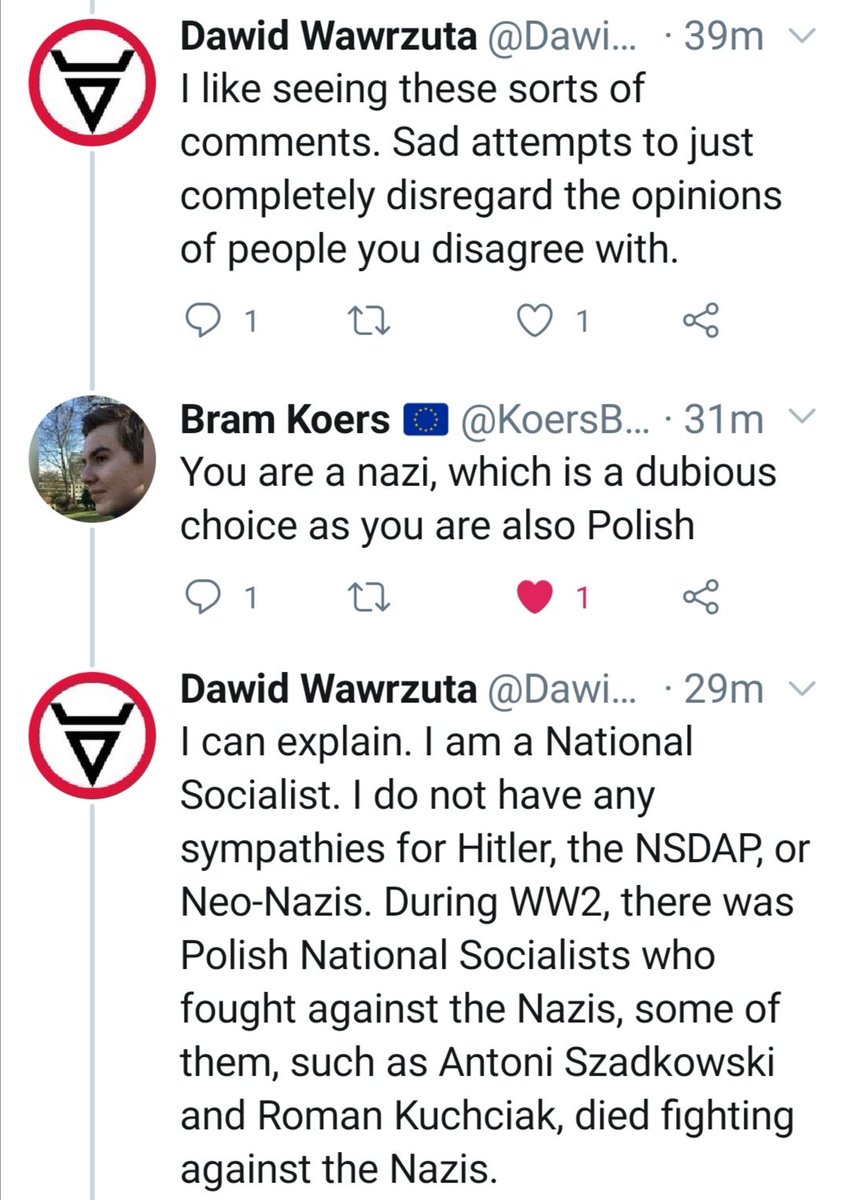 Dawid Wawrzuta @Dawi... · 39m
I like seeing these sorts of
comments. Sad attempts to just
completely disregard the opinions
of people you disagree with.
1 1
Bram Koers 🇪🇺 @KoersB... · 31m
You are a nazi, which is a dubious
choice as you are also Polish
1 1
Dawid Wawrzuta @Dawi... · 29m
I can explain. I am a National
Socialist. I do not have any
sympathies for Hitler, the NSDAP, or
Neo-Nazis. During WW2, there was
Polish National Socialists who
fought against the Nazis, some of
them, such as Antoni Szadkowski
and Roman Kuchciak, died fighting
against the Nazis.